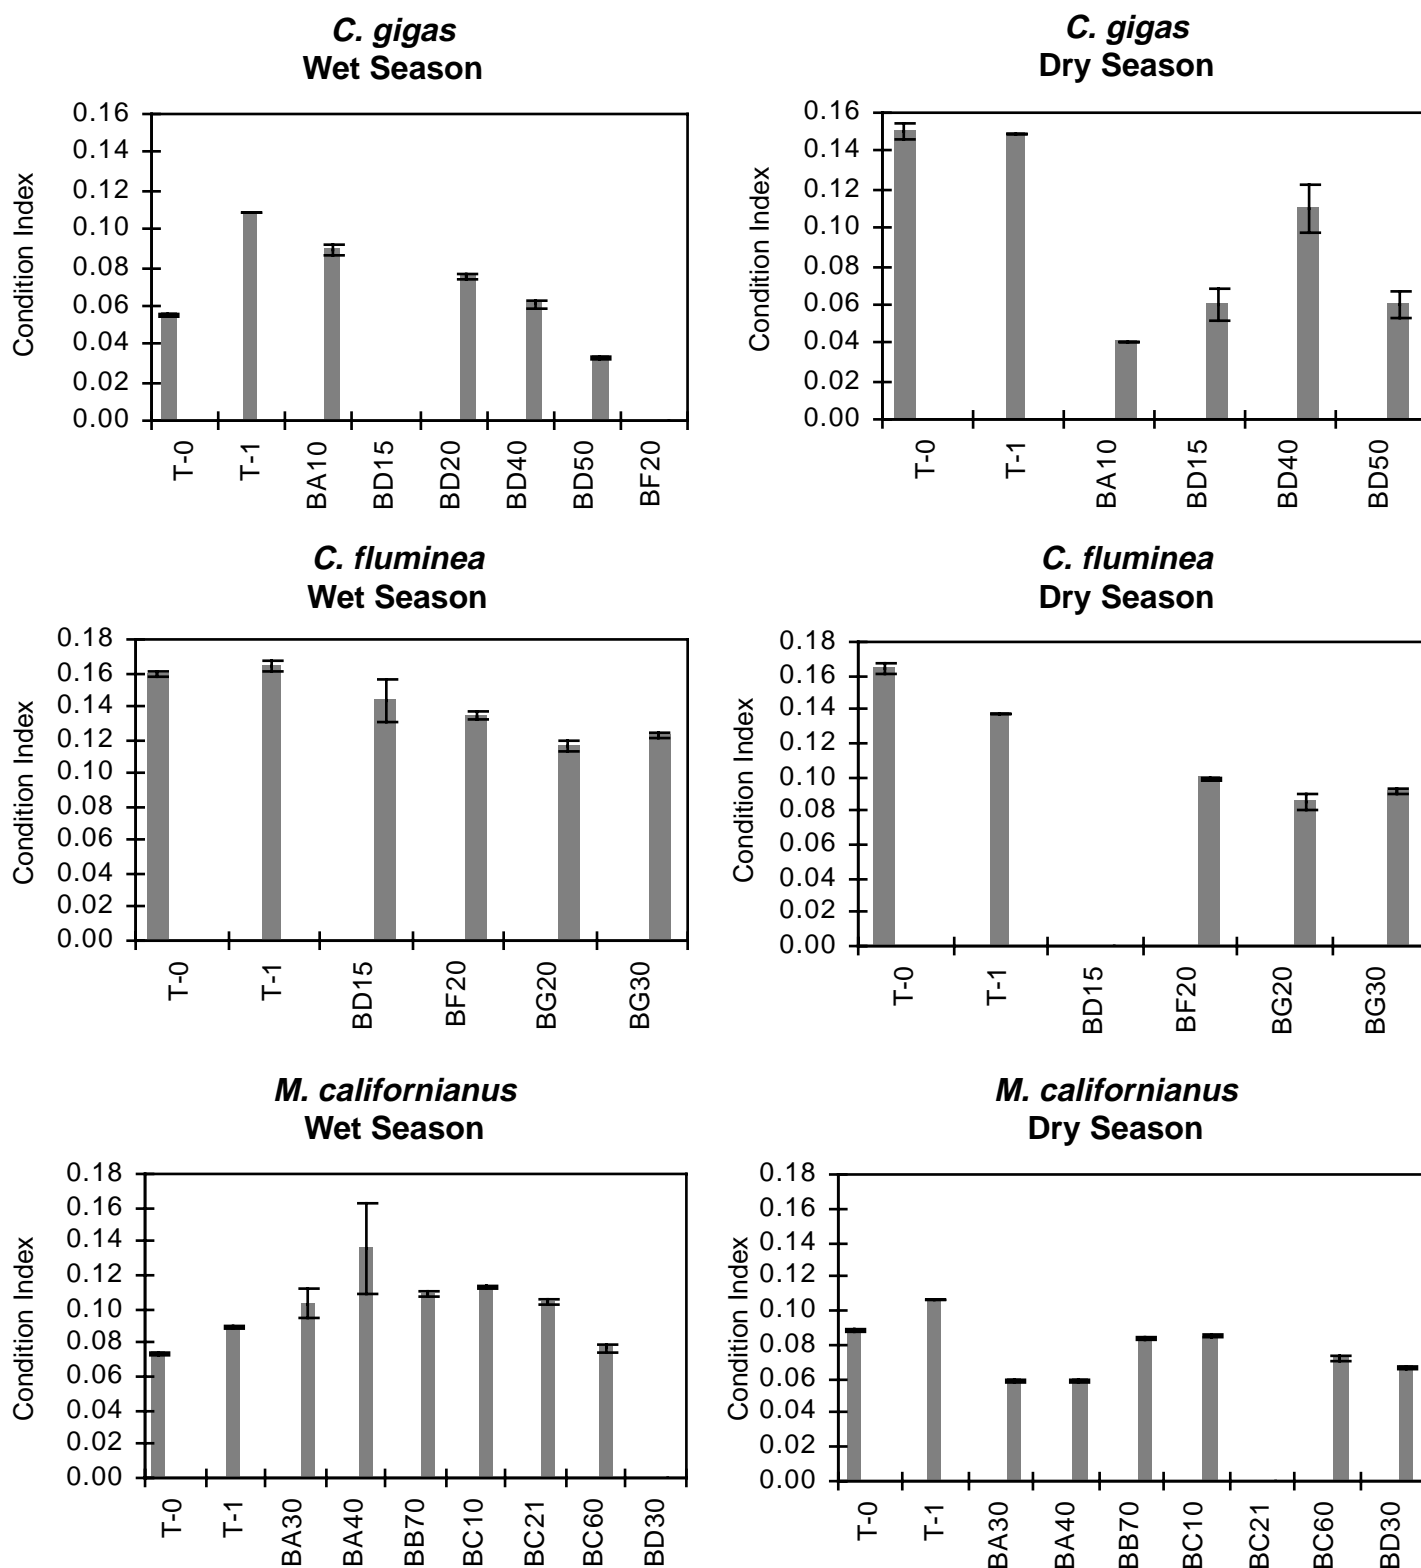 C. gigas
Wet Season
Condition Index
0.16
0.14
0.12
0.10
0.08
0.06
0.04
0.02
0.00
T-0
T-1
BA10
BD15
BD20
BD40
BD50
BF20
C. gigas
Dry Season
Condition Index
0.16
0.14
0.12
0.10
0.08
0.06
0.04
0.02
0.00
T-0
T-1
BA10
BD15
BD40
BD50
C. fluminea
Wet Season
Condition Index
0.18
0.16
0.14
0.12
0.10
0.08
0.06
0.04
0.02
0.00
T-0
T-1
BD15
BF20
BG20
BG30
C. fluminea
Dry Season
Condition Index
0.18
0.16
0.14
0.12
0.10
0.08
0.06
0.04
0.02
0.00
T-0
T-1
BD15
BF20
BG20
BG30
M. californianus
Wet Season
Condition Index
0.18
0.16
0.14
0.12
0.10
0.08
0.06
0.04
0.02
0.00
T-0
T-1
BA30
BA40
BB70
BC10
BC21
BC60
BD30
M. californianus
Dry Season
Condition Index
0.18
0.16
0.14
0.12
0.10
0.08
0.06
0.04
0.02
0.00
T-0
T-1
BA30
BA40
BB70
BC10
BC21
BC60
BD30